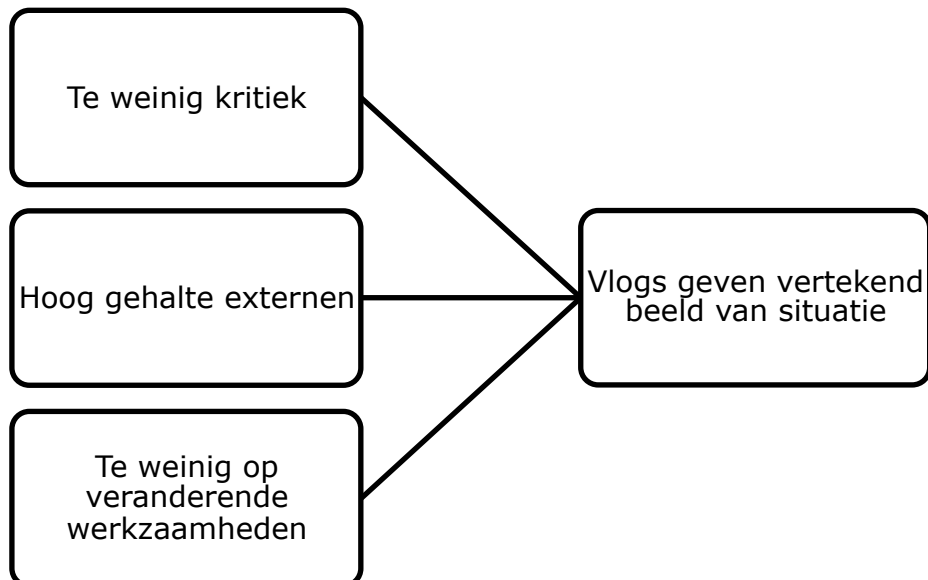 Te weinig kritiek
Hoog gehalte externen
Te weinig op
veranderende
werkzaamheden
Vlogs geven vertekend
beeld van situatie